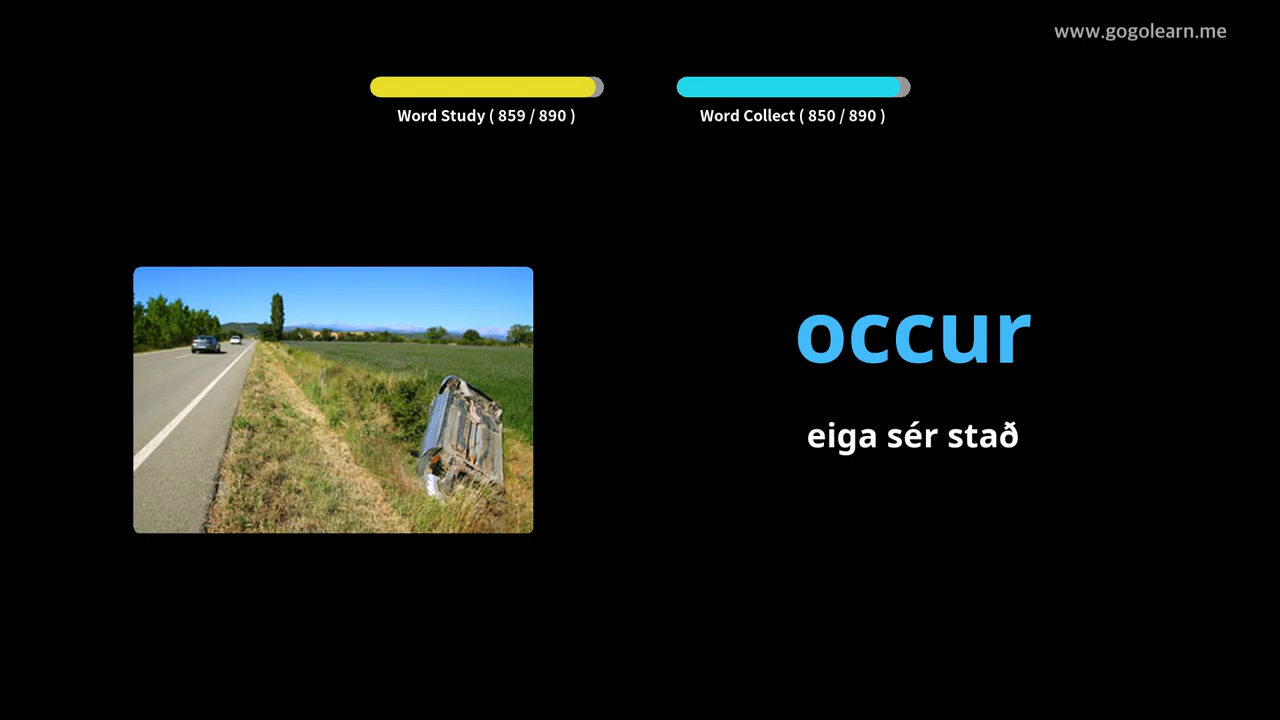 www.gogolearn.me
Word Study ( 859 / 890 )
Word Collect ( 850 / 890 )
occur
eiga sér stað